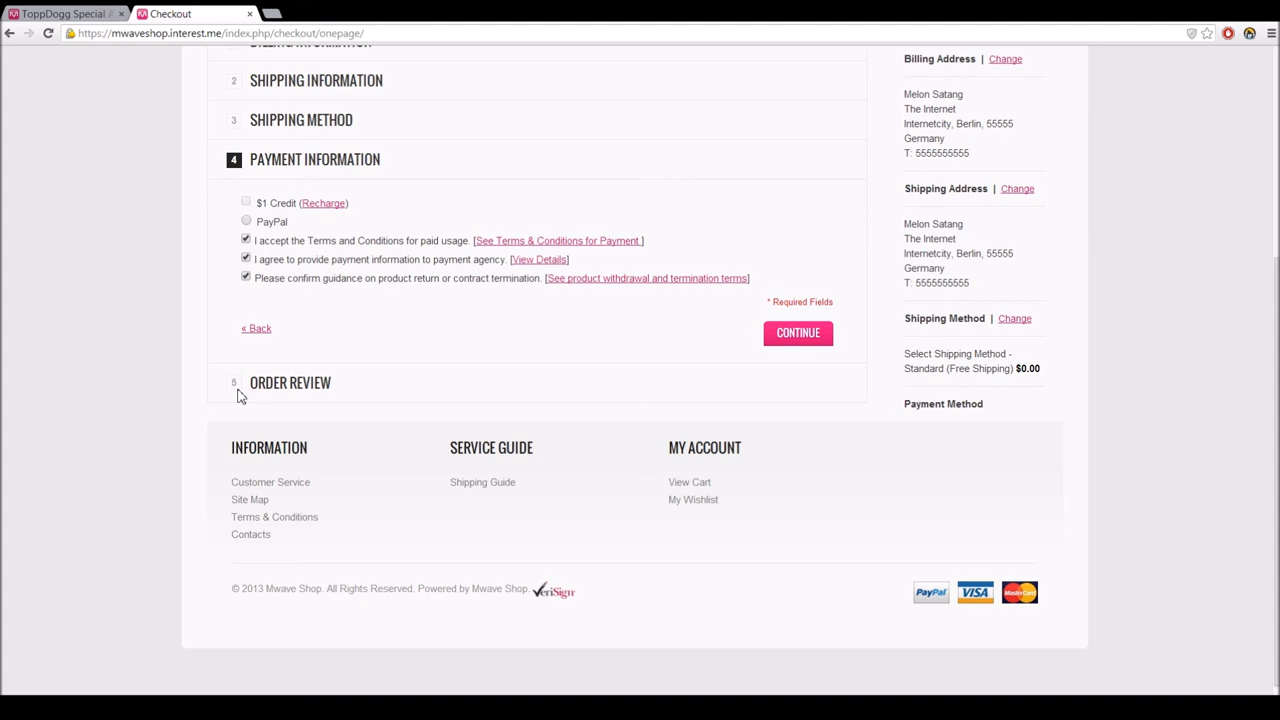 ToppDogg Special A
Checkout
https://mwaveshop.interest.me/index.php/checkout/onepage/
BILLING INFORMATION
2 SHIPPING INFORMATION
3 SHIPPING METHOD
4 PAYMENT INFORMATION
$1 Credit (Recharge)
PayPal
I accept the Terms and Conditions for paid usage. [See Terms & Conditions for Payment ]
I agree to provide payment information to payment agency. [View Details]
Please confirm guidance on product return or contract termination. [See product withdrawal and termination terms]
* Required Fields
« Back
CONTINUE
5 ORDER REVIEW
Billing Address | Change
Melon Satang
The Internet
Internetcity, Berlin, 55555
Germany
T: 5555555555
Shipping Address | Change
Melon Satang
The Internet
Internetcity, Berlin, 55555
Germany
T: 5555555555
Shipping Method | Change
Select Shipping Method -
Standard (Free Shipping) $0.00
Payment Method
INFORMATION
Customer Service
Site Map
Terms & Conditions
Contacts
SERVICE GUIDE
Shipping Guide
MY ACCOUNT
View Cart
My Wishlist
© 2013 Mwave Shop. All Rights Reserved. Powered by Mwave Shop. VeriSign
PayPal VISA MasterCard